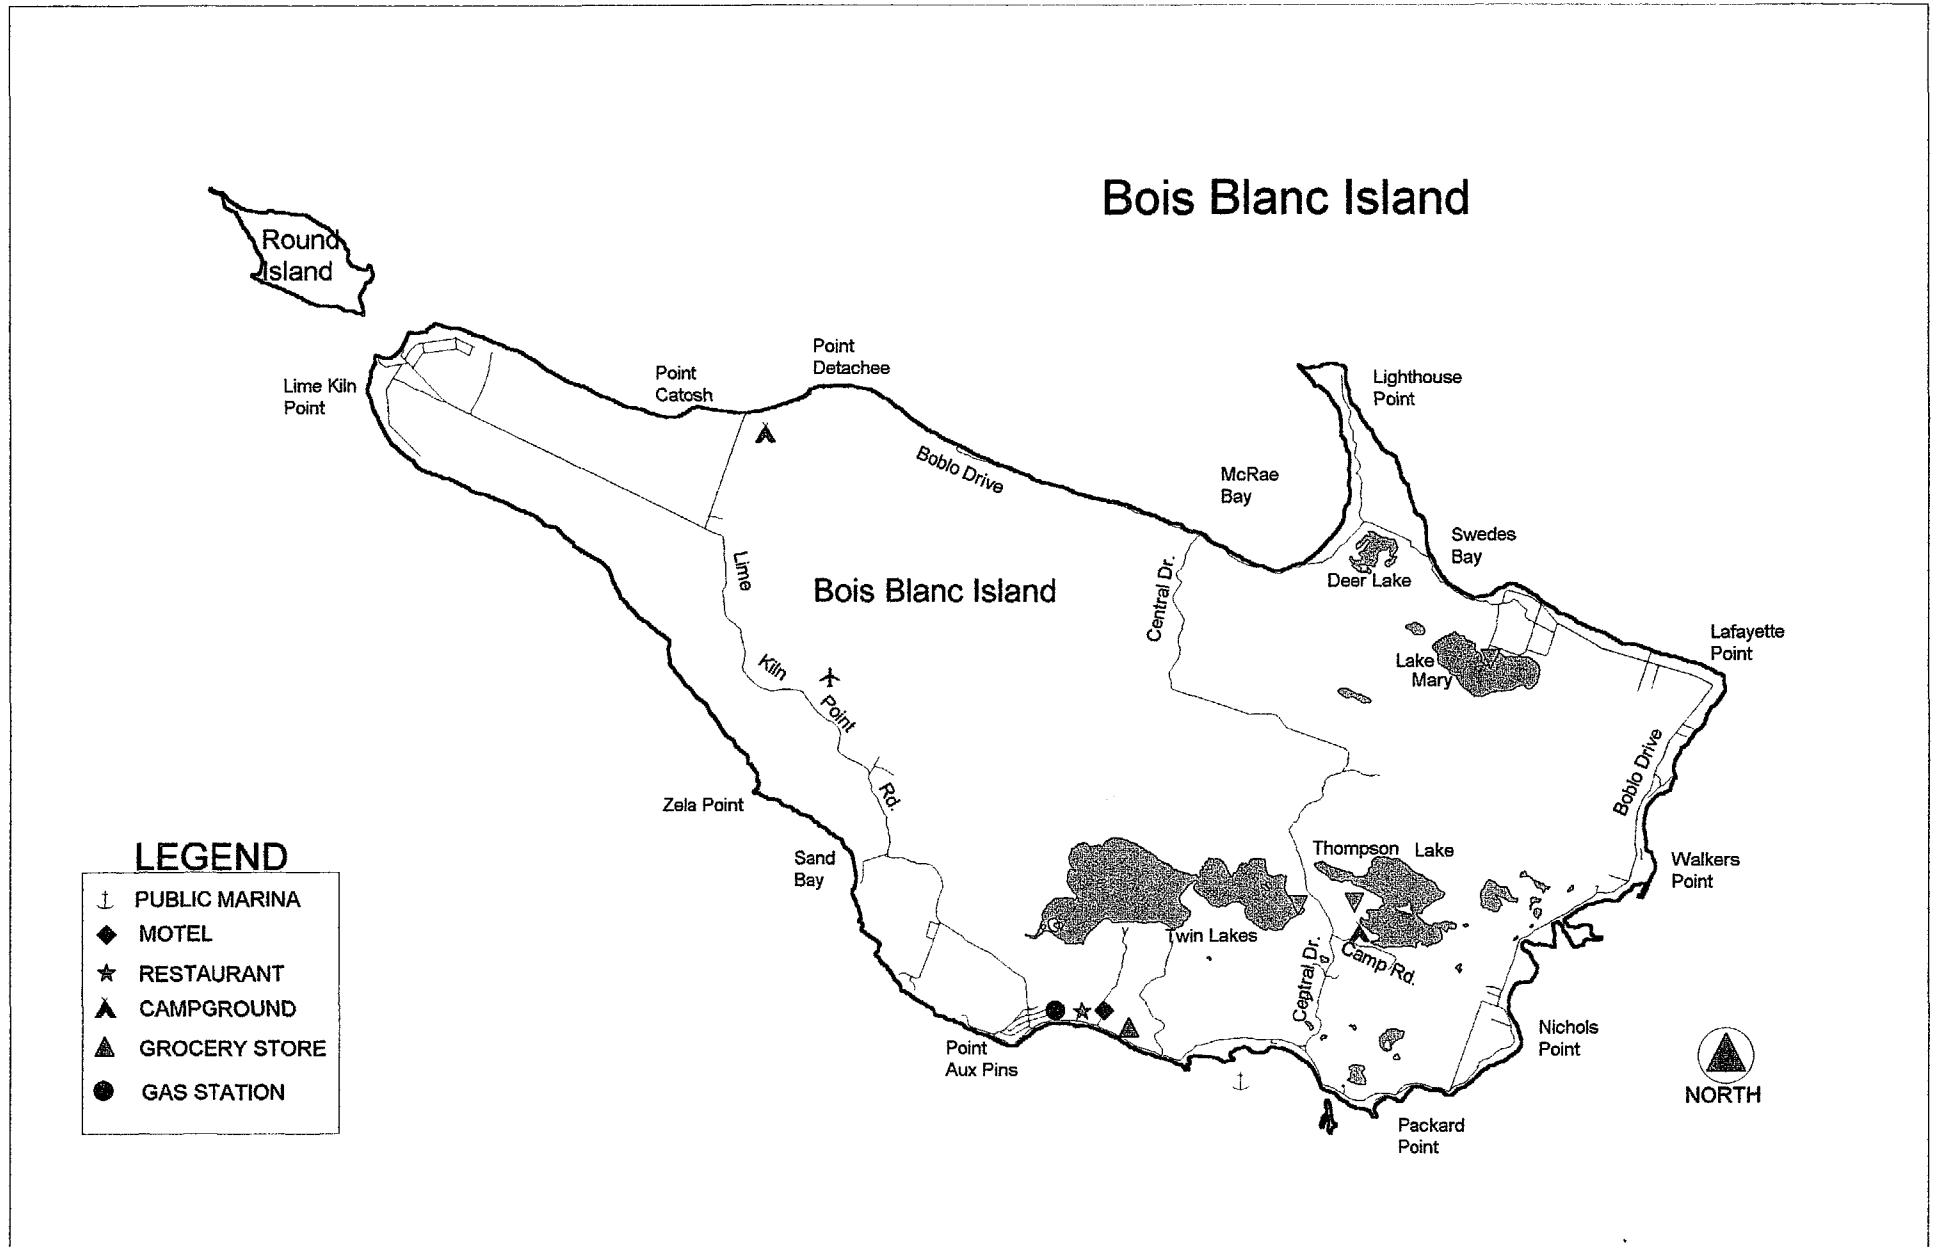 Bois Blanc Island
Round
Island
Lime Kiln
Point
Point
Catosh
Point
Detachee
Boblo Drive
McRae
Bay
Lighthouse
Point
Swedes
Bay
Deer Lake
Lafayette
Point
Lake
Mary
Bois Blanc Island
Central Dr.
Lime
Kiln
Point
Rd.
Boblo Drive
Zela Point
Sand
Bay
Thompson Lake
Walkers
Point
Twin Lakes
Central Dr.
Camp Rd.
Nichols
Point
Point
Aux Pins
Packard
Point
NORTH
LEGEND
PUBLIC MARINA
MOTEL
RESTAURANT
CAMPGROUND
GROCERY STORE
GAS STATION